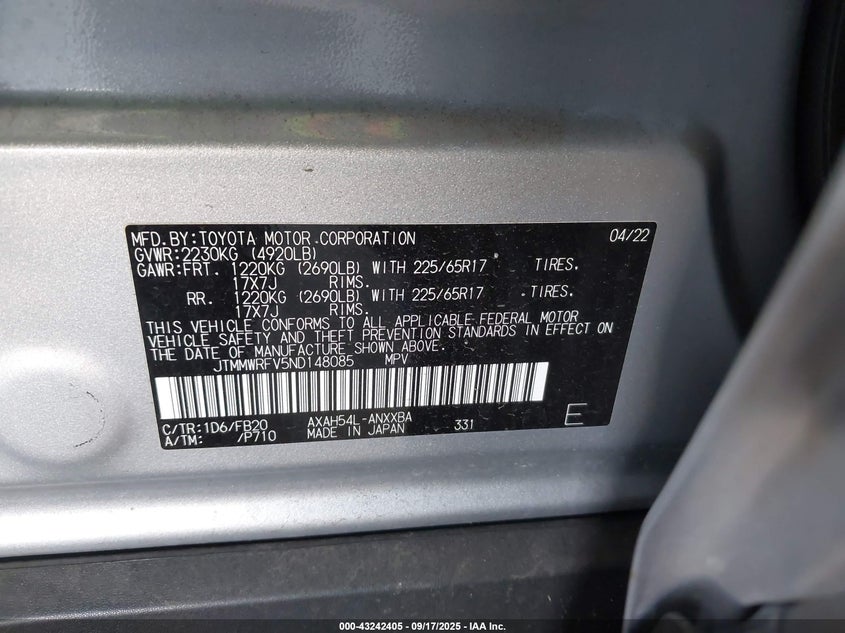 MFD. BY: TOYOTA MOTOR CORPORATION 04/22
GVWR: 2230KG (4920LB)
GAWR: FRT. 1220KG (2690LB) WITH 225/65R17 TIRES.
17X7J RIMS.
RR. 1220KG (2690LB) WITH 225/65R17 TIRES.
17X7J RIMS.
THIS VEHICLE CONFORMS TO ALL APPLICABLE FEDERAL MOTOR
VEHICLE SAFETY AND THEFT PREVENTION STANDARDS IN EFFECT ON
THE DATE OF MANUFACTURE SHOWN ABOVE.
JTMMWRFV5ND148085 MPV
C/TR: 1D6/FB20 AXAH54L-ANXXBA 331 E
A/TM: /P710 MADE IN JAPAN
000-43242405 - 09/17/2025 - IAA Inc.